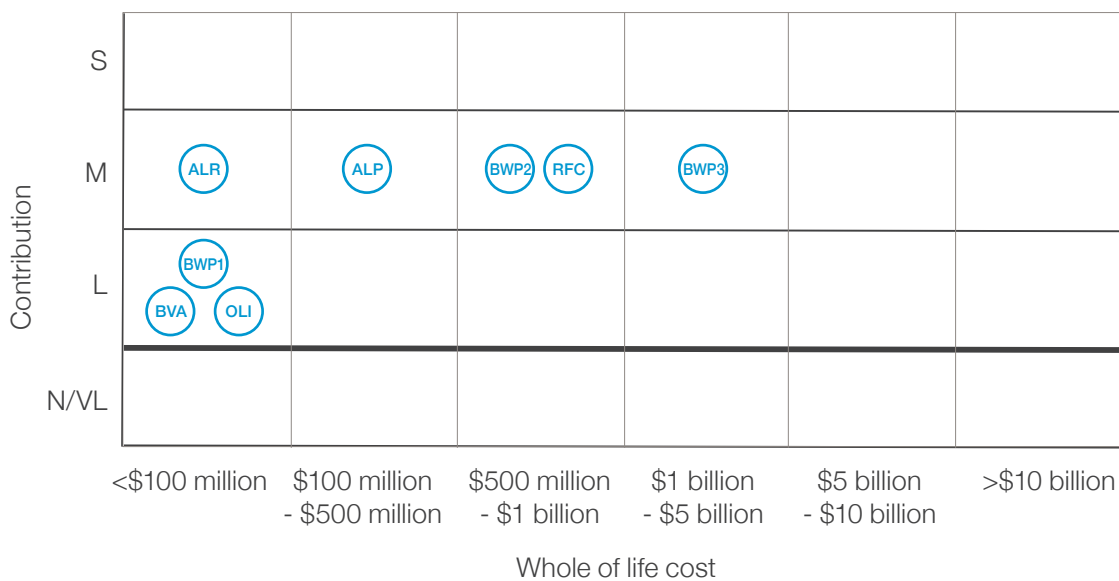 Contribution
S
M
ALR
ALP
BWP2
RFC
BWP3
L
BWP1
BVA
OLI
N/VL
<$100 million
$100 million
- $500 million
$500 million
- $1 billion
$1 billion
- $5 billion
$5 billion
- $10 billion
>$10 billion
Whole of life cost